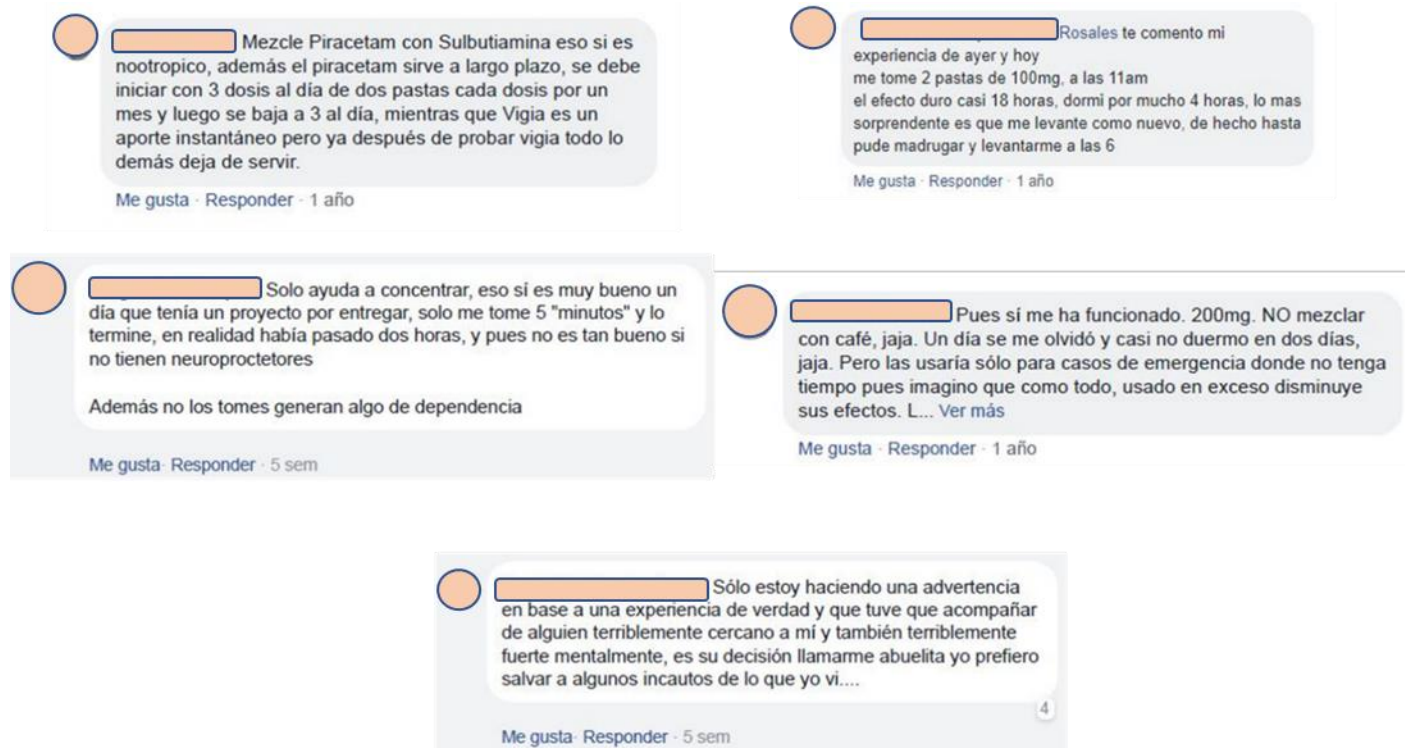 Mezcle Piracetam con Sulbutiamina eso si es
nootropico, además el piracetam sirve a largo plazo, se debe
iniciar con 3 dosis al día de dos pastas cada dosis por un
mes y luego se baja a 3 al día, mientras que Vigia es un
aporte instantáneo pero ya después de probar vigia todo lo
demás deja de servir.
Me gusta · Responder · 1 año
Rosales te comento mi
experiencia de ayer y hoy
me tome 2 pastas de 100mg, a las 11am
el efecto duro casi 18 horas, dormi por mucho 4 horas, lo mas
sorprendente es que me levante como nuevo, de hecho hasta
pude madrugar y levantarme a las 6
Me gusta · Responder · 1 año
Solo ayuda a concentrar, eso sí es muy bueno un
día que tenía un proyecto por entregar, solo me tome 5 "minutos" y lo
termine, en realidad había pasado dos horas, y pues no es tan bueno si
no tienen neuroproctetores
Además no los tomes generan algo de dependencia
Me gusta · Responder · 5 sem
Pues sí me ha funcionado. 200mg. NO mezclar
con café, jaja. Un día se me olvidó y casi no duermo en dos días,
jaja. Pero las usaría sólo para casos de emergencia donde no tenga
tiempo pues imagino que como todo, usado en exceso disminuye
sus efectos. L... Ver más
Me gusta · Responder · 1 año
Sólo estoy haciendo una advertencia
en base a una experiencia de verdad y que tuve que acompañar
de alguien terriblemente cercano a mí y también terriblemente
fuerte mentalmente, es su decisión llamarme abuelita yo prefiero
salvar a algunos incautos de lo que yo vi....
4
Me gusta · Responder · 5 sem